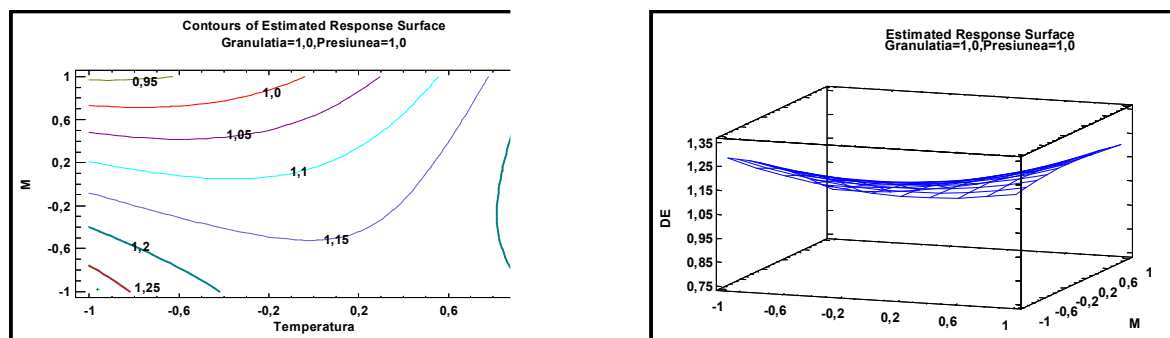 Contours of Estimated Response Surface
Granulatia=1,0,Presiunea=1,0
1
0,6
0,2
-0,2
-0,6
-1
M
0,95
1,0
1,05
1,1
1,15
1,2
1,25
-1 -0,6 -0,2 0,2 0,6
Temperatura
Estimated Response Surface
Granulatia=1,0,Presiunea=1,0
1,35
1,25
1,15
1,05
0,95
0,85
0,75
DE
-1 -0,6 -0,2 0,2 0,6 1
-1 -0,6 -0,2 0,2 0,6 1
M